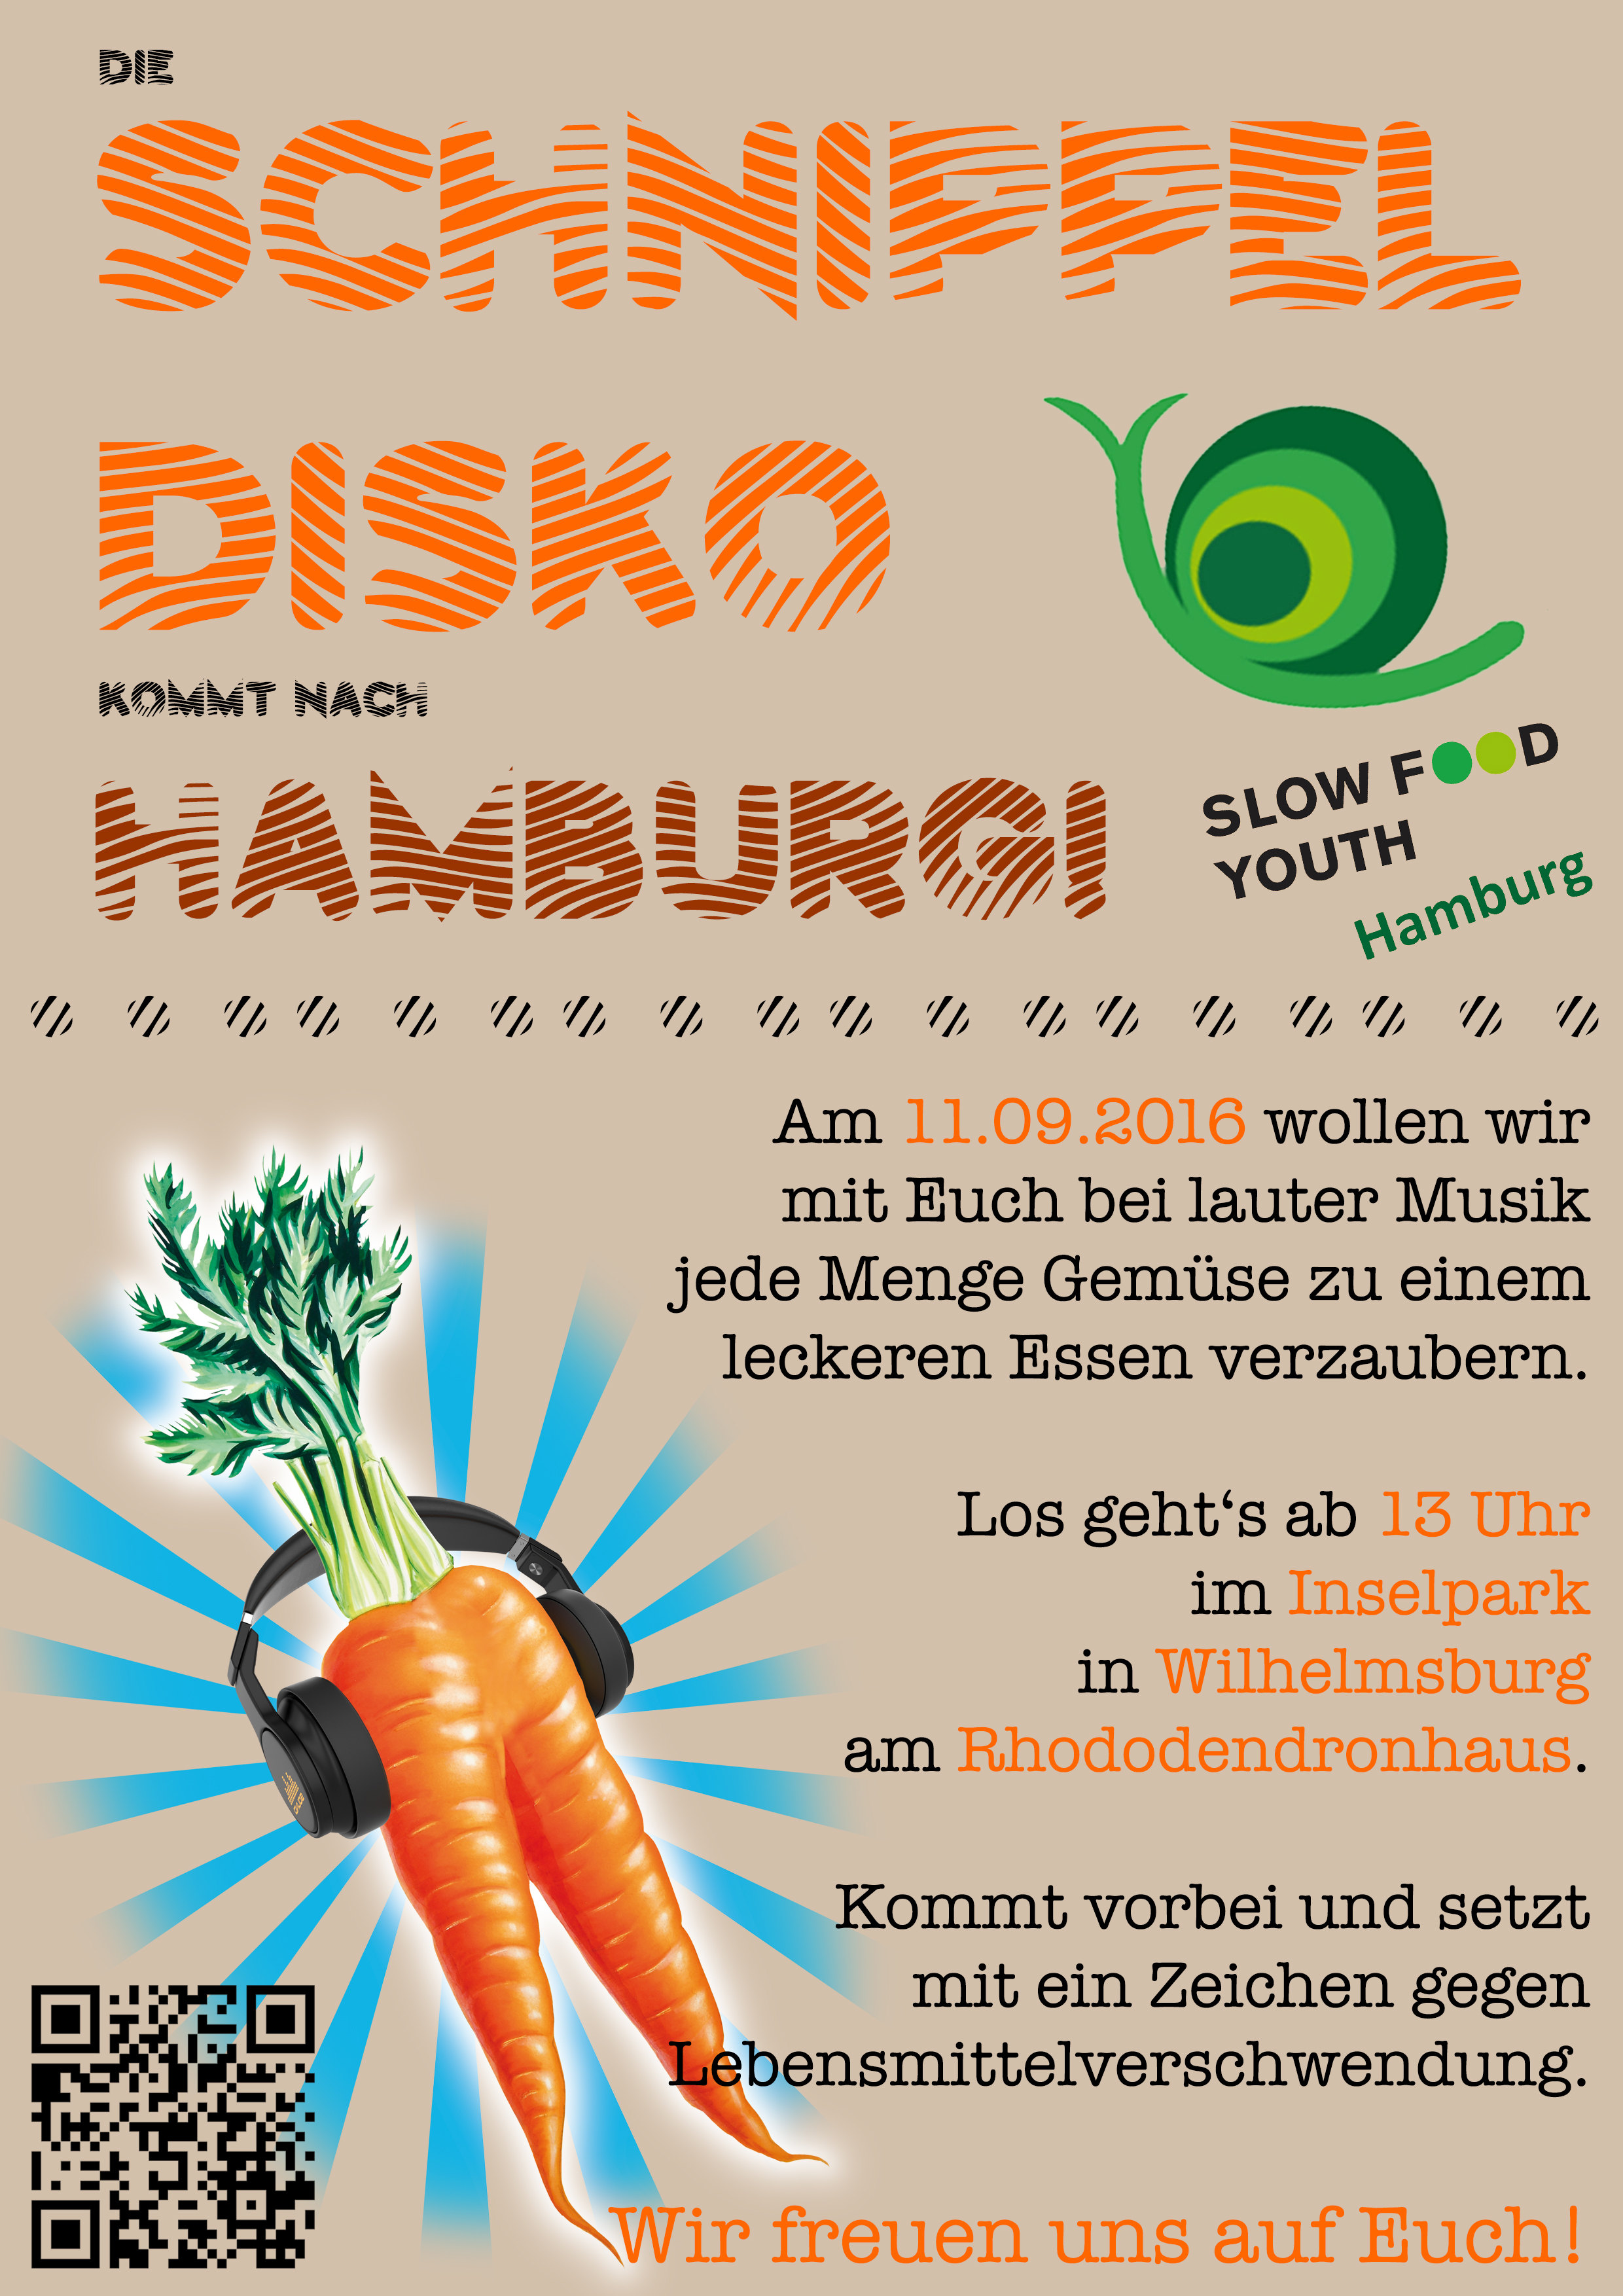 DIE
SCHNIPPEL
DISKO
KOMMT NACH
HAMBURG!
SLOW FOOD
YOUTH
Hamburg
Am 11.09.2016 wollen wir
mit Euch bei lauter Musik
jede Menge Gemüse zu einem
leckeren Essen verzaubern.
Los geht‘s ab 13 Uhr
im Inselpark
in Wilhelmsburg
am Rhododendronhaus.
Kommt vorbei und setzt
mit ein Zeichen gegen
Lebensmittelverschwendung.
Wir freuen uns auf Euch!